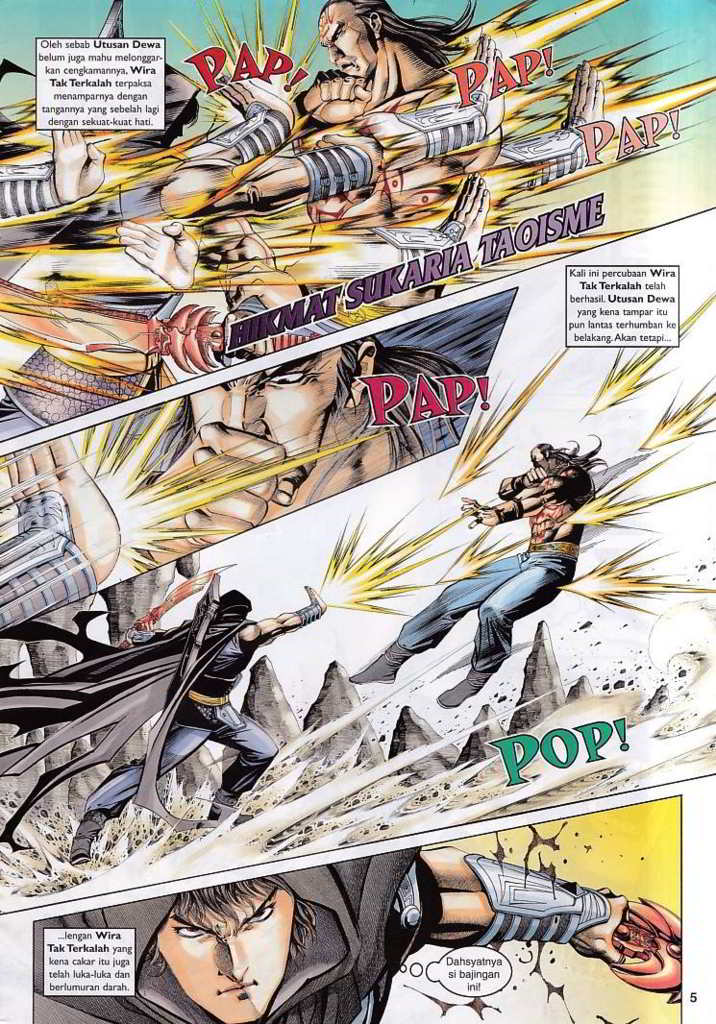 Oleh sebab Utusan Dewa
belum juga mau melonggar-
kan cengkamannya, Wira
Tak Terkalah terpaksa
menamparnya dengan
tangannya yang sebelah lagi
dengan sekuat-kuat hati.
PAP!
PAP!
PAP!
HIKMAT SUKARIA TAOISME
Kali ini percubaan Wira
Tak Terkalah telah
berhasil. Utusan Dewa
yang kena tampar itu
pun lantas terhumban ke
belakang. Akan tetapi...
PAP!
POP!
...lengan Wira
Tak Terkalah yang
kena cakar itu juga
telah luka-luka dan
berlumuran darah.
Dahsyatnya
si bajingan
ini!
5